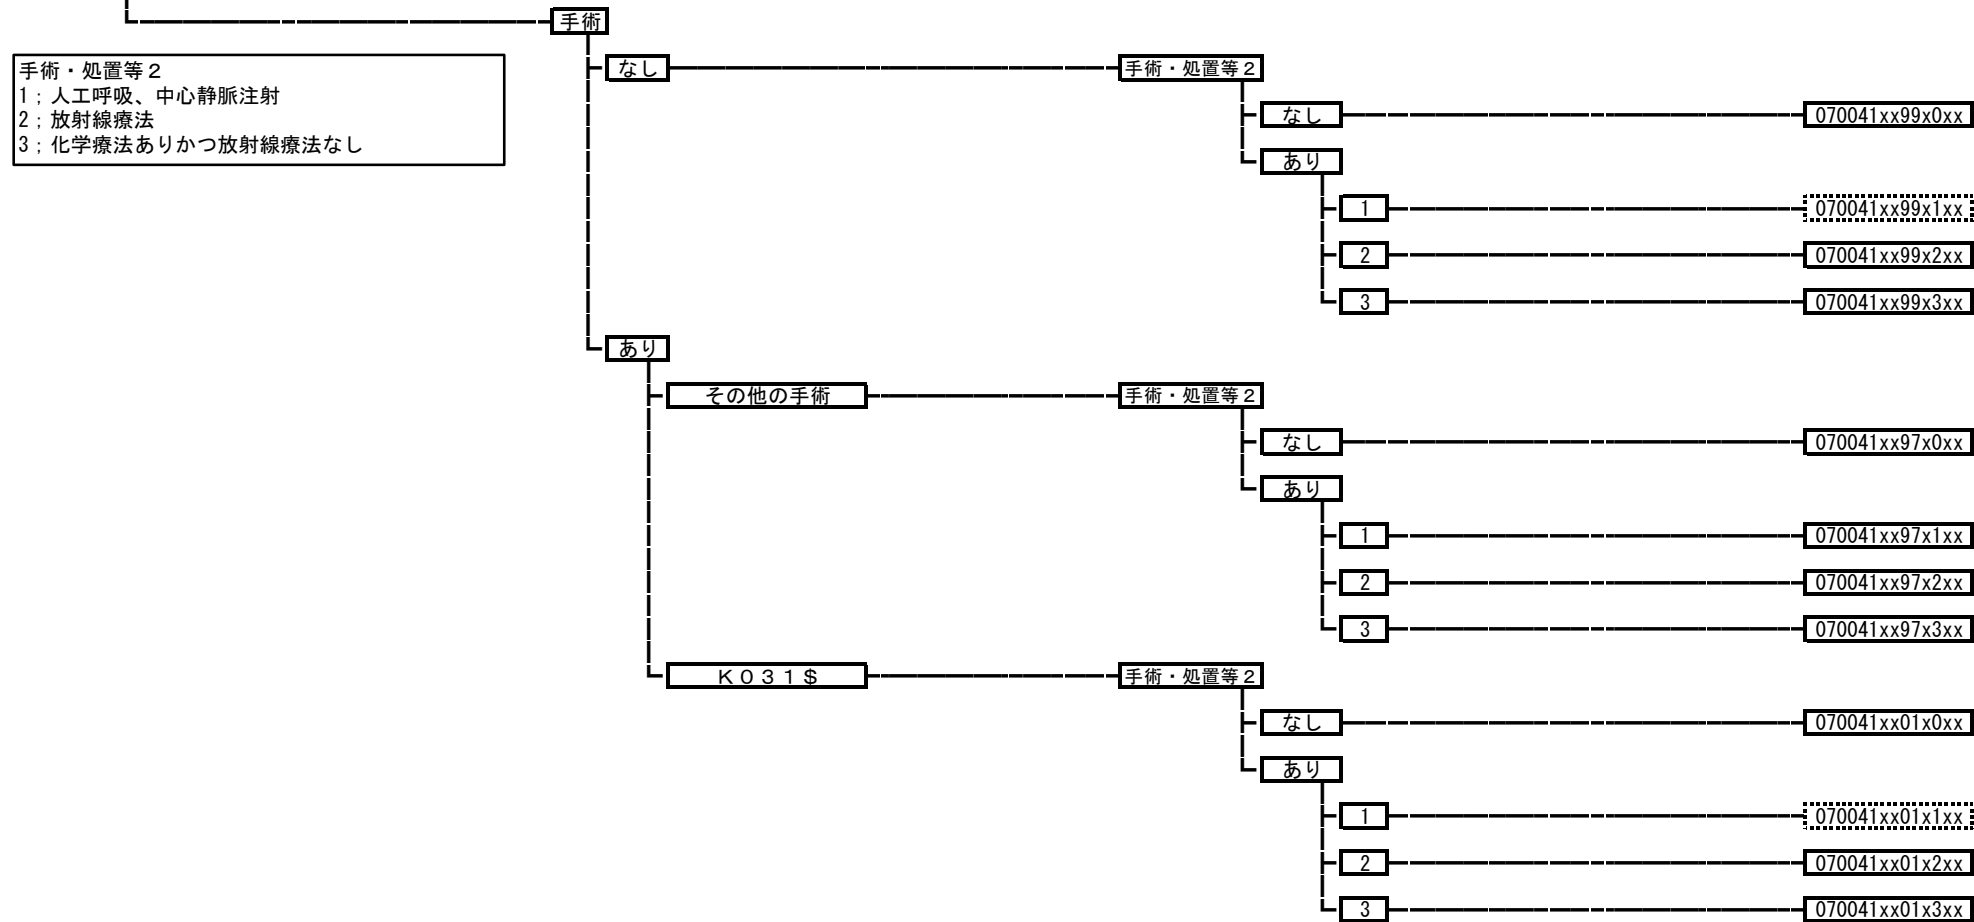 手術
手術・処置等２
1；人工呼吸、中心静脈注射
2；放射線療法
3；化学療法ありかつ放射線療法なし
なし
手術・処置等２
なし
070041xx99x0xx
あり
1
070041xx99x1xx
2
070041xx99x2xx
3
070041xx99x3xx
あり
その他の手術
手術・処置等２
なし
070041xx97x0xx
あり
1
070041xx97x1xx
2
070041xx97x2xx
3
070041xx97x3xx
Ｋ０３１＄
手術・処置等２
なし
070041xx01x0xx
あり
1
070041xx01x1xx
2
070041xx01x2xx
3
070041xx01x3xx